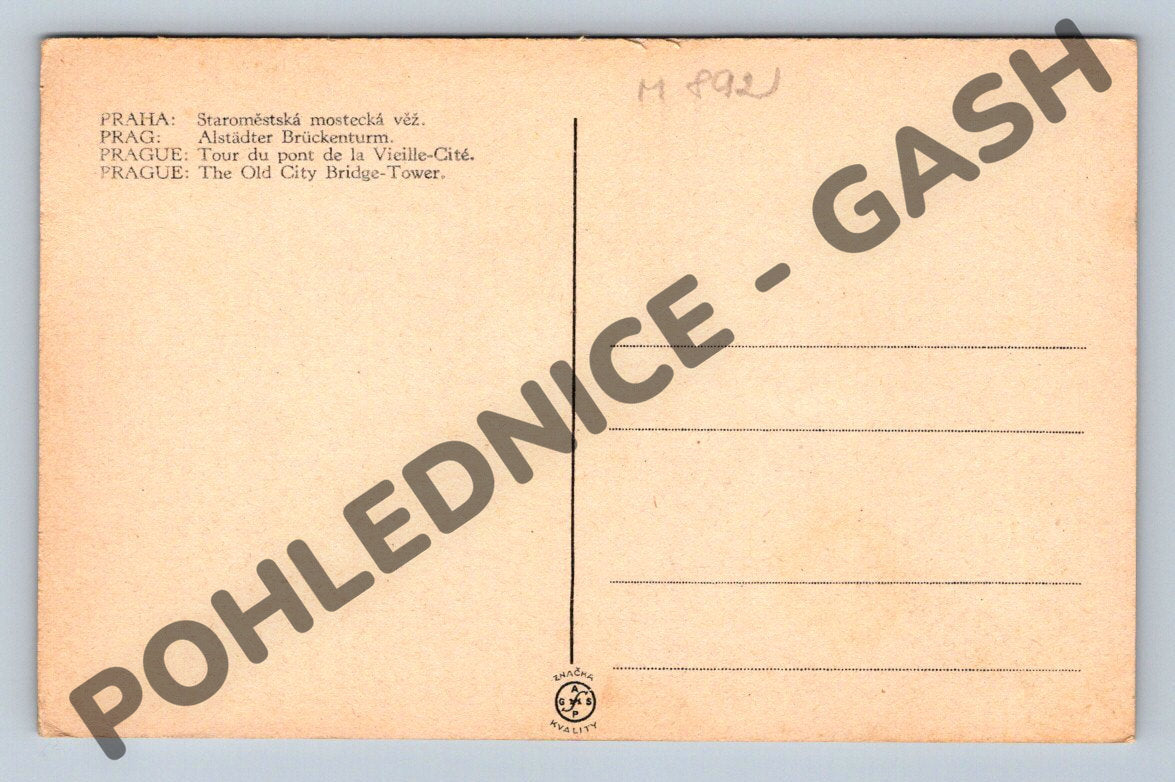 M 892
PRAHA: Staroměstská mostecká věž.
PRAG: Alstädter Brückenturm.
PRAGUE: Tour du pont de la Vieille-Cité.
PRAGUE: The Old City Bridge-Tower.
POHLEDNICE - GASH
ZNAČKA
A
G S
P
KVALITY